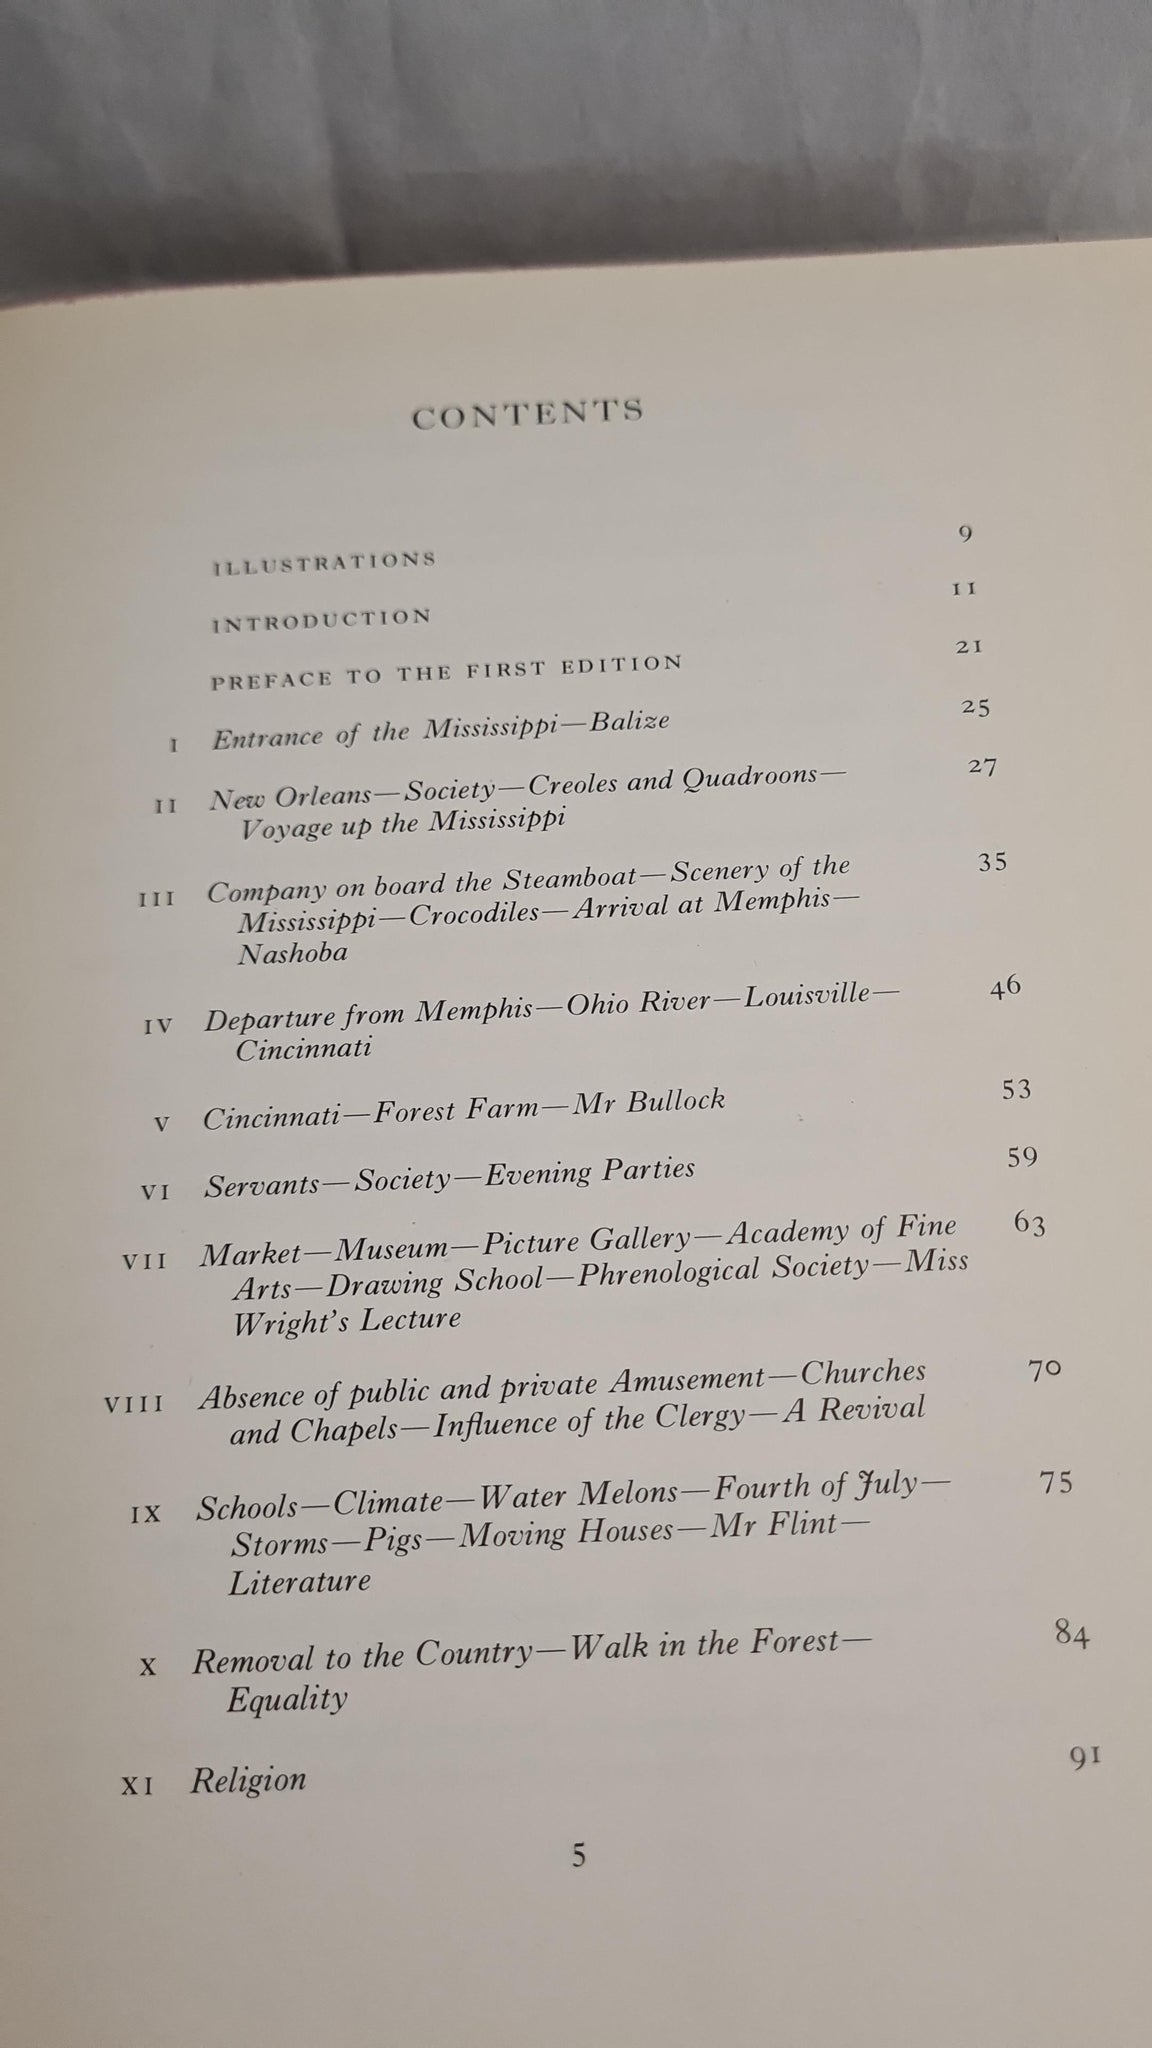 CONTENTS
ILLUSTRATIONS 9
INTRODUCTION 11
PREFACE TO THE FIRST EDITION 21
I Entrance of the Mississippi—Balize 25
II New Orleans—Society—Creoles and Quadroons— 27
Voyage up the Mississippi
III Company on board the Steamboat—Scenery of the 35
Mississippi—Crocodiles—Arrival at Memphis—
Nashoba
IV Departure from Memphis—Ohio River—Louisville— 46
Cincinnati
V Cincinnati—Forest Farm—Mr Bullock 53
VI Servants—Society—Evening Parties 59
VII Market—Museum—Picture Gallery—Academy of Fine 63
Arts—Drawing School—Phrenological Society—Miss
Wright's Lecture
VIII Absence of public and private Amusement—Churches 70
and Chapels—Influence of the Clergy—A Revival
IX Schools—Climate—Water Melons—Fourth of July— 75
Storms—Pigs—Moving Houses—Mr Flint—
Literature
X Removal to the Country—Walk in the Forest— 84
Equality
XI Religion 91
5